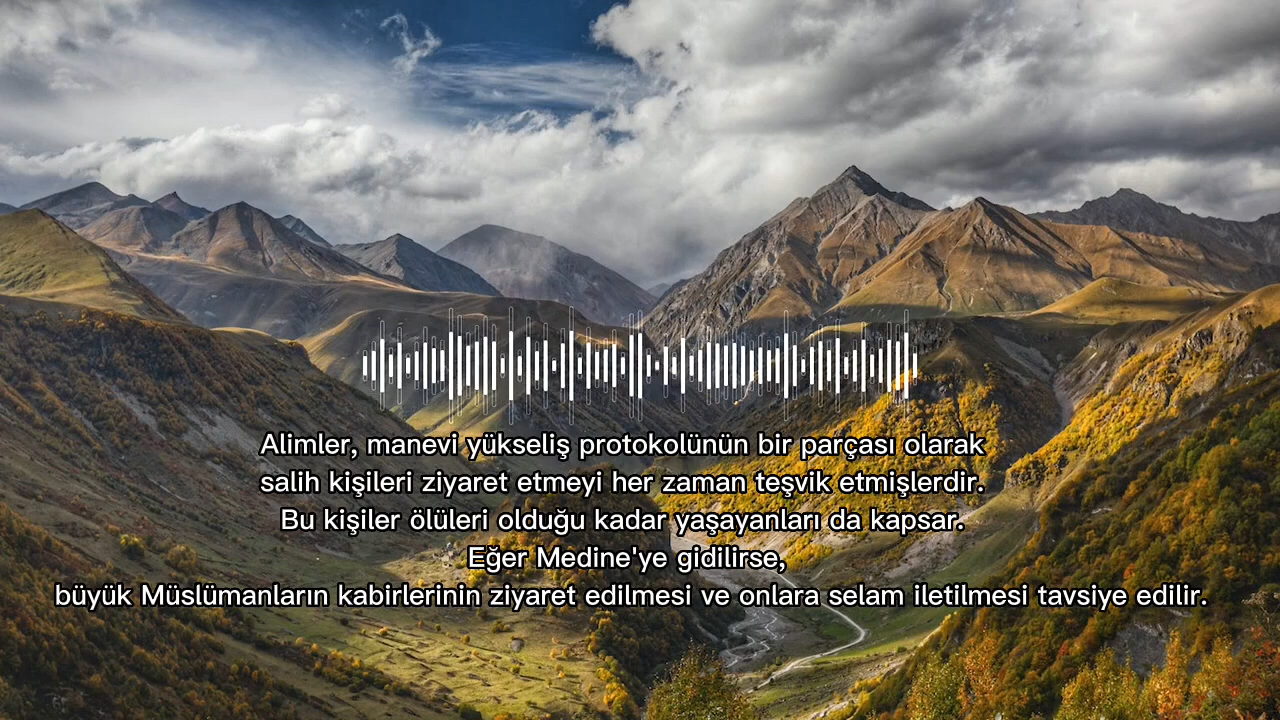 Alimler, manevi yükseliş protokolünün bir parçası olarak
salih kişileri ziyaret etmeyi her zaman teşvik etmişlerdir.
Bu kişiler ölüleri olduğu kadar yaşayanları da kapsar.
Eğer Medine'ye gidilirse,
büyük Müslümanların kabirlerinin ziyaret edilmesi ve onlara selam iletilmesi tavsiye edilir.